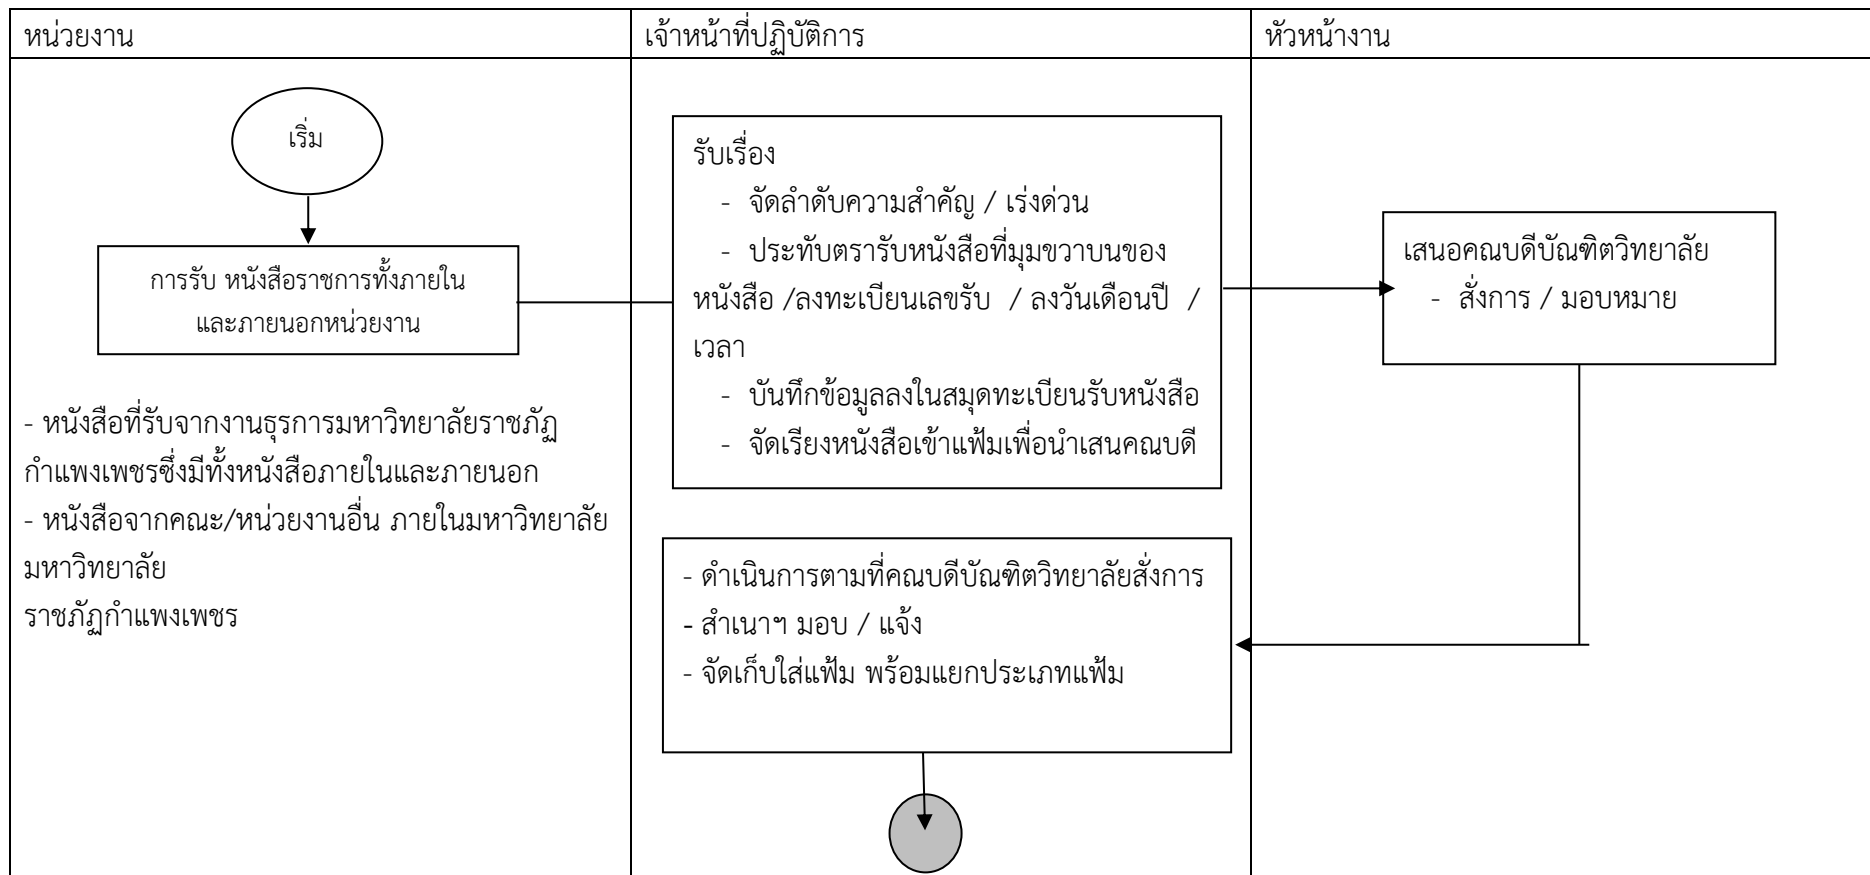 หน่วยงาน
เจ้าหน้าที่ปฏิบัติการ
หัวหน้างาน
เริ่ม
การรับ หนังสือราชการทั้งภายใน
และภายนอกหน่วยงาน
- หนังสือที่รับจากงานธุรการมหาวิทยาลัยราชภัฏ
กำแพงเพชรซึ่งมีทั้งหนังสือภายในและภายนอก
- หนังสือจากคณะ/หน่วยงานอื่น ภายในมหาวิทยาลัย
มหาวิทยาลัย
ราชภัฏกำแพงเพชร
รับเรื่อง
- จัดลำดับความสำคัญ / เร่งด่วน
- ประทับตรารับหนังสือที่มุมขวาบนของ
หนังสือ /ลงทะเบียนเลขรับ / ลงวันเดือนปี /
เวลา
- บันทึกข้อมูลลงในสมุดทะเบียนรับหนังสือ
- จัดเรียงหนังสือเข้าแฟ้มเพื่อนำเสนคณบดี
เสนอคณบดีบัณฑิตวิทยาลัย
- สั่งการ / มอบหมาย
- ดำเนินการตามที่คณบดีบัณฑิตวิทยาลัยสั่งการ
- สำเนาฯ มอบ / แจ้ง
- จัดเก็บใส่แฟ้ม พร้อมแยกประเภทแฟ้ม